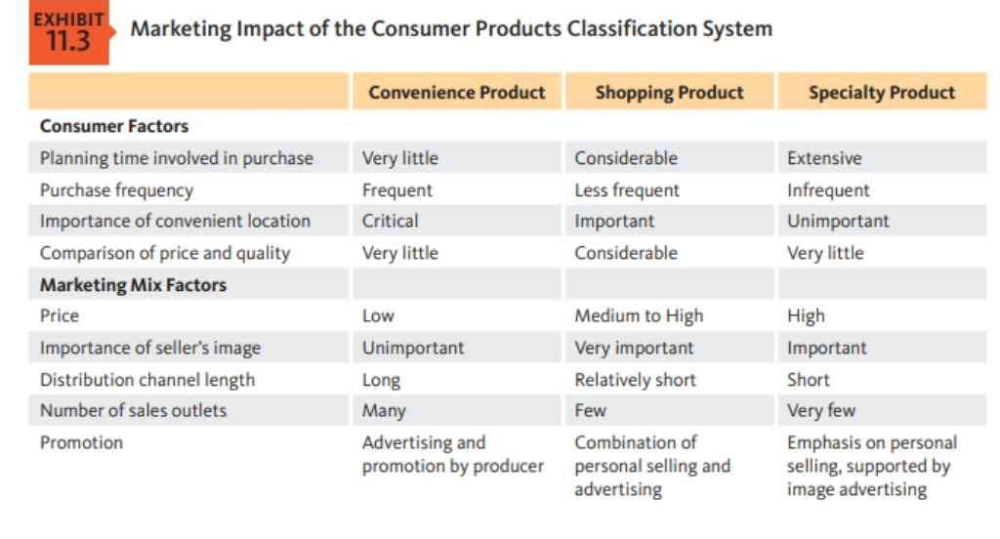 EXHIBIT
11.3
Marketing Impact of the Consumer Products Classification System
Convenience Product Shopping Product Specialty Product
Consumer Factors
Planning time involved in purchase Very little Considerable Extensive
Purchase frequency Frequent Less frequent Infrequent
Importance of convenient location Critical Important Unimportant
Comparison of price and quality Very little Considerable Very little
Marketing Mix Factors
Price Low Medium to High High
Importance of seller's image Unimportant Very important Important
Distribution channel length Long Relatively short Short
Number of sales outlets Many Few Very few
Promotion Advertising and Combination of Emphasis on personal
promotion by producer personal selling and selling, supported by
advertising image advertising